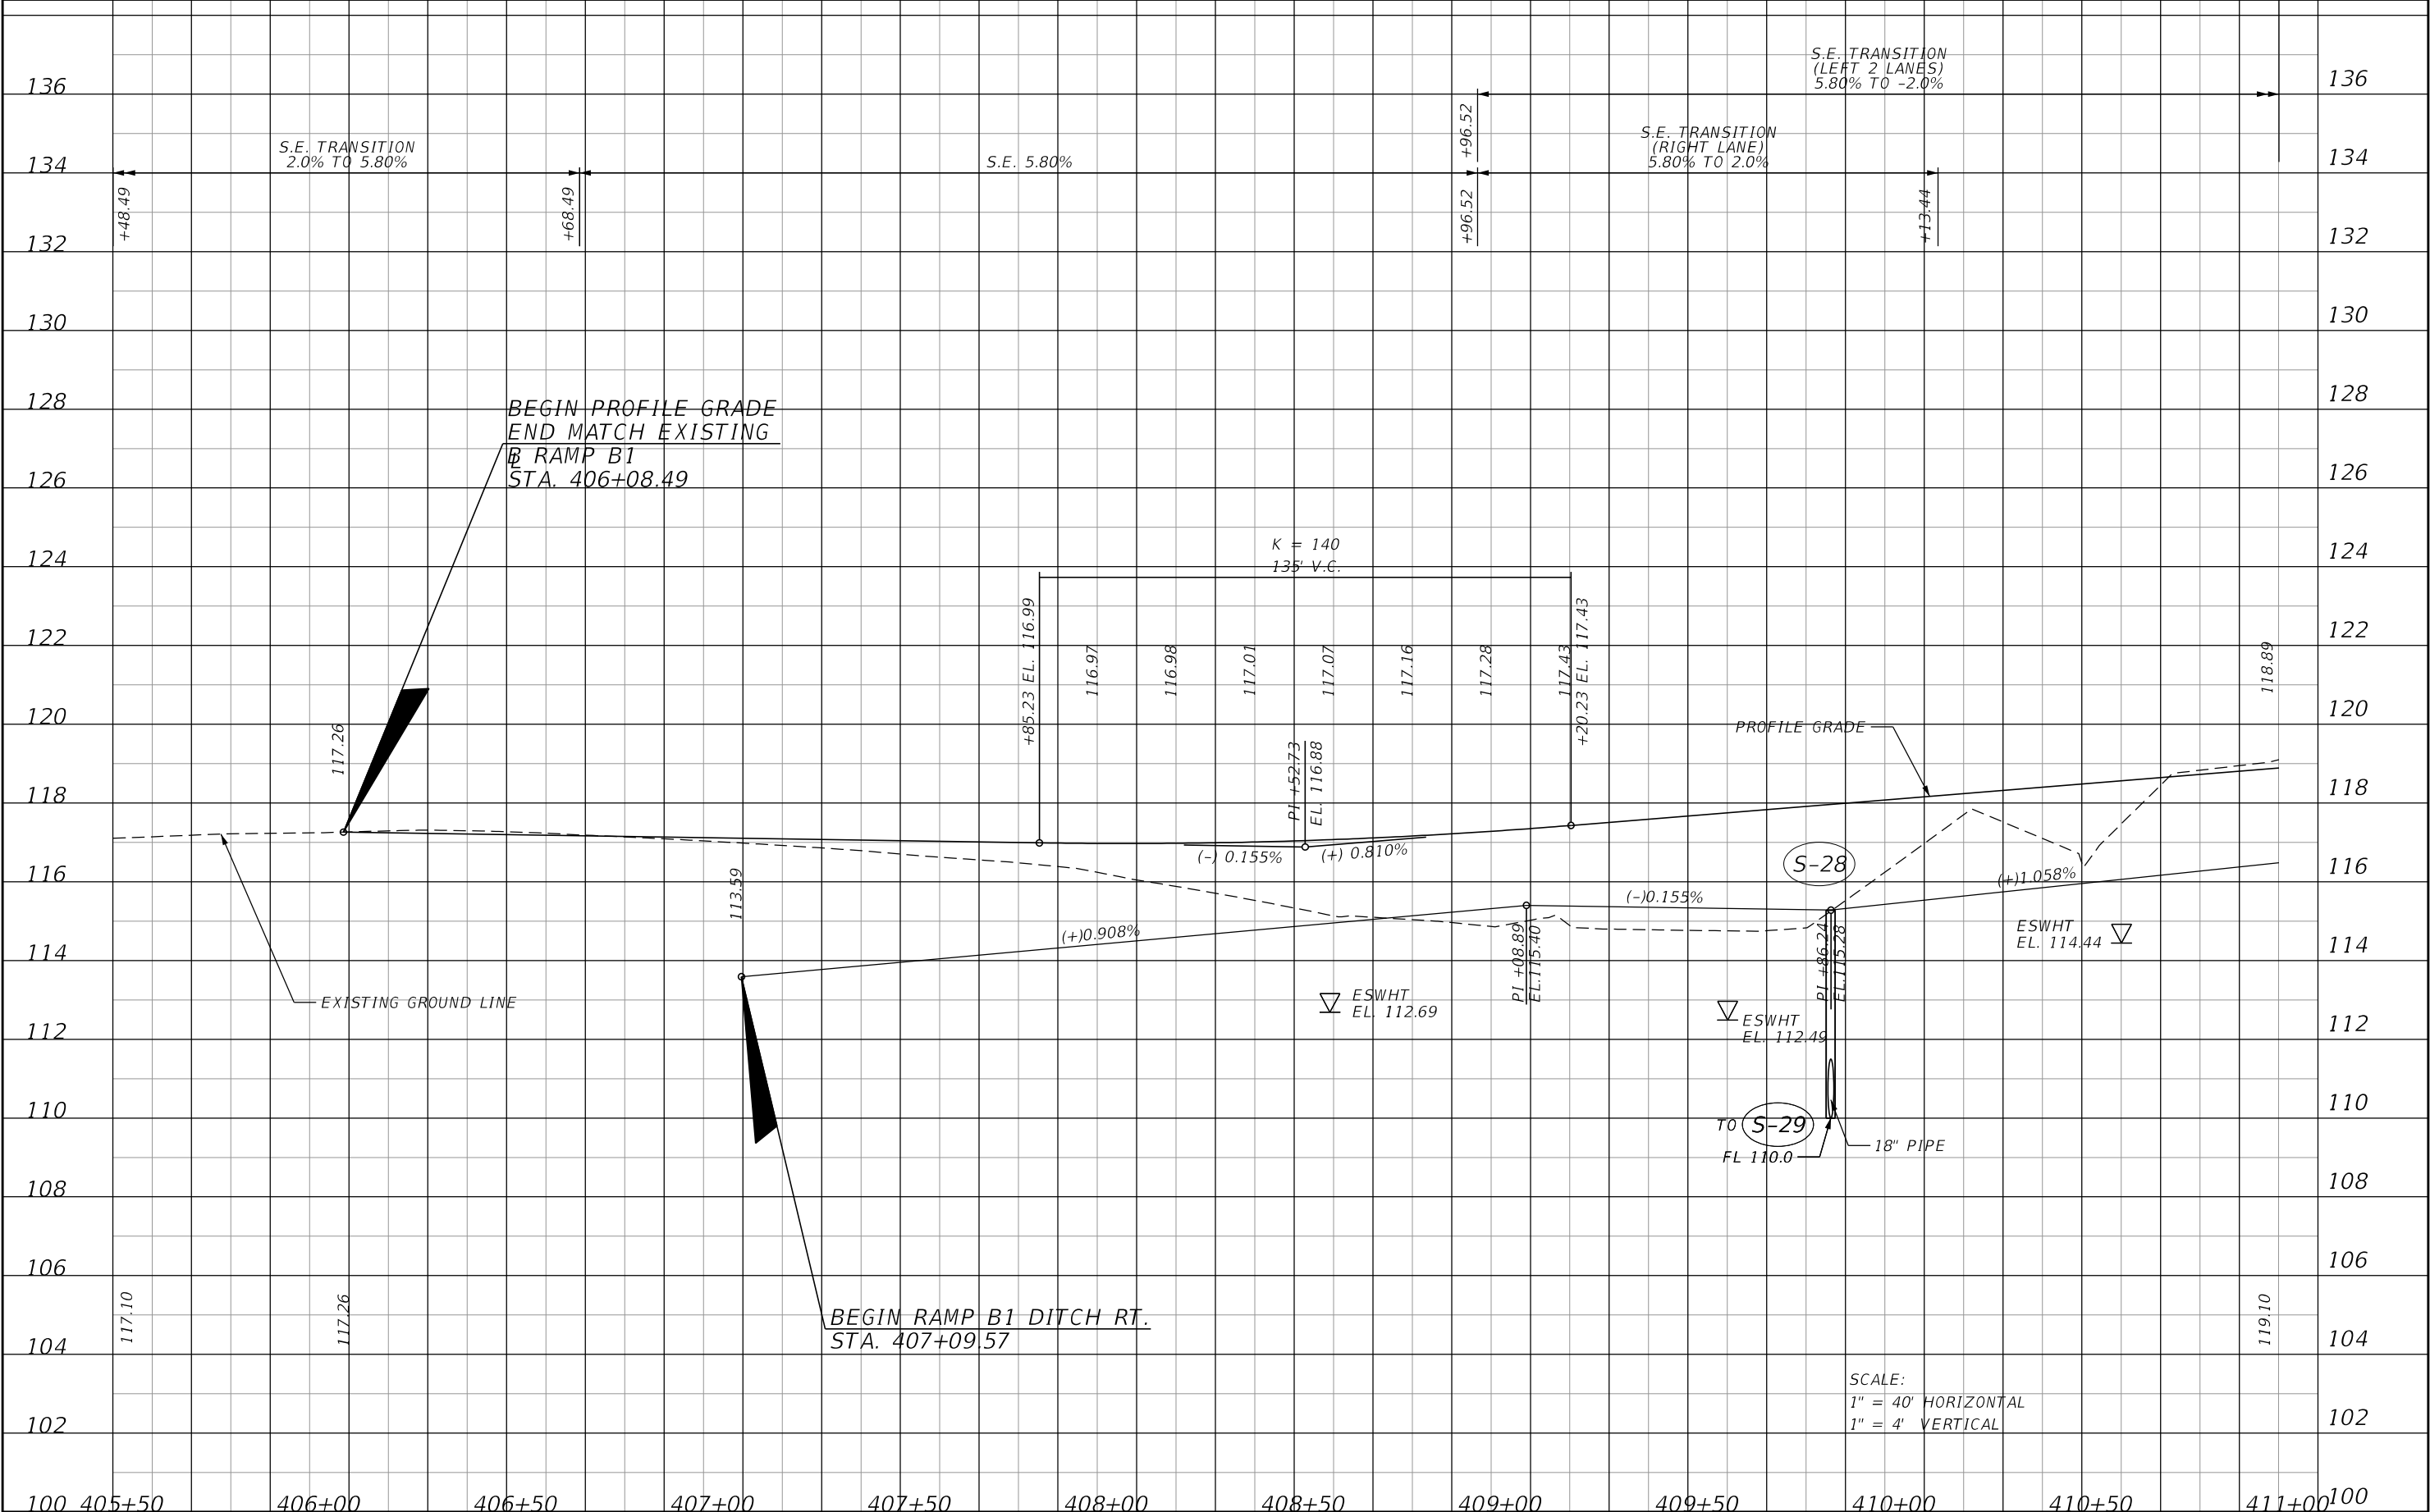 S.E. TRANSITION
(LEFT 2 LANES)
5.80% TO -2.0%
136
136
+96.52
S.E. TRANSITION
2.0% TO 5.80%
S.E. 5.80%
S.E. TRANSITION
(RIGHT LANE)
5.80% TO 2.0%
134
134
+48.49
+68.49
+96.52
+13.44
132
132
130
130
128
128
BEGIN PROFILE GRADE
END MATCH EXISTING
BL RAMP B1
STA. 406+08.49
126
126
124
124
K = 140
135' V.C.
+85.23 EL. 116.99
116.97
116.98
117.01
117.07
117.16
117.28
117.43
+20.23 EL. 117.43
118.89
122
122
120
120
117.26
PI +52.73
EL. 116.88
PROFILE GRADE
118
118
(-) 0.155%
(+) 0.810%
S-28
116
116
113.59
(+)0.908%
(-)0.155%
(+)1.058%
PI +08.89
EL.115.40
PI +86.24
EL.115.28
ESWHT
EL. 114.44
114
114
EXISTING GROUND LINE
ESWHT
EL. 112.69
ESWHT
EL. 112.49
112
112
110
110
TO S-29
FL 110.0
18" PIPE
108
108
106
106
117.10
117.26
119.10
BEGIN RAMP B1 DITCH RT.
STA. 407+09.57
104
104
SCALE:
1" = 40' HORIZONTAL
1" = 4' VERTICAL
102
102
100 405+50 406+00 406+50 407+00 407+50 408+00 408+50 409+00 409+50 410+00 410+50 411+00 100